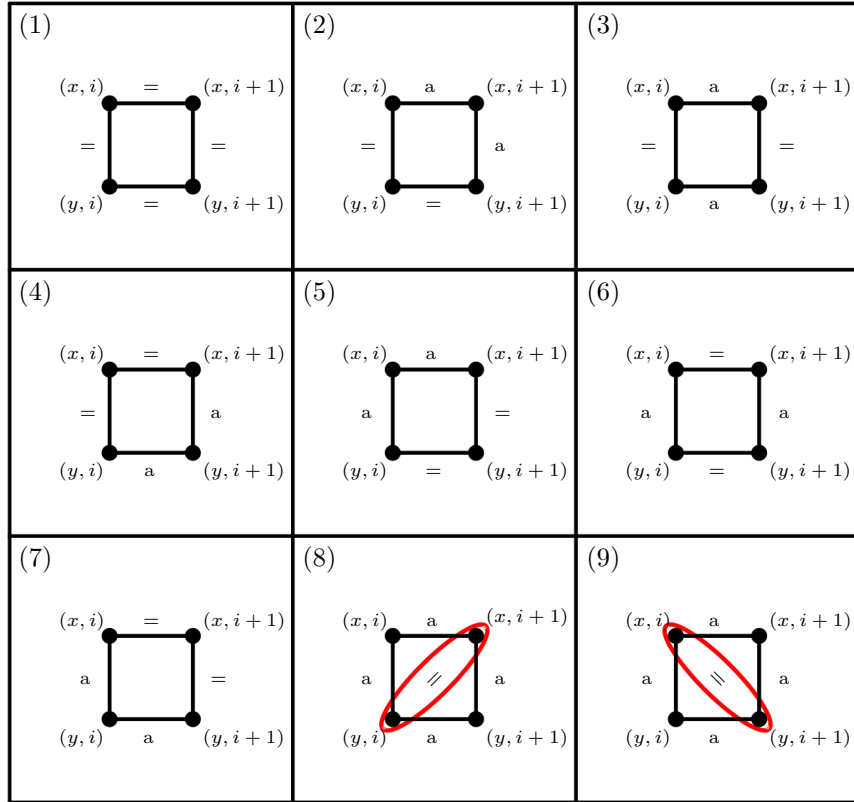 (1) (2) (3)
(x, i) = (x, i + 1) (x, i) a (x, i + 1) (x, i) a (x, i + 1)
= = = a = =
(y, i) = (y, i + 1) (y, i) = (y, i + 1) (y, i) a (y, i + 1)
(4) (5) (6)
(x, i) = (x, i + 1) (x, i) a (x, i + 1) (x, i) = (x, i + 1)
= a a = a a
(y, i) a (y, i + 1) (y, i) = (y, i + 1) (y, i) = (y, i + 1)
(7) (8) (9)
(x, i) = (x, i + 1) (x, i) a (x, i + 1) (x, i) a (x, i + 1)
a = a = a a = a
(y, i) a (y, i + 1) (y, i) a (y, i + 1) (y, i) a (y, i + 1)